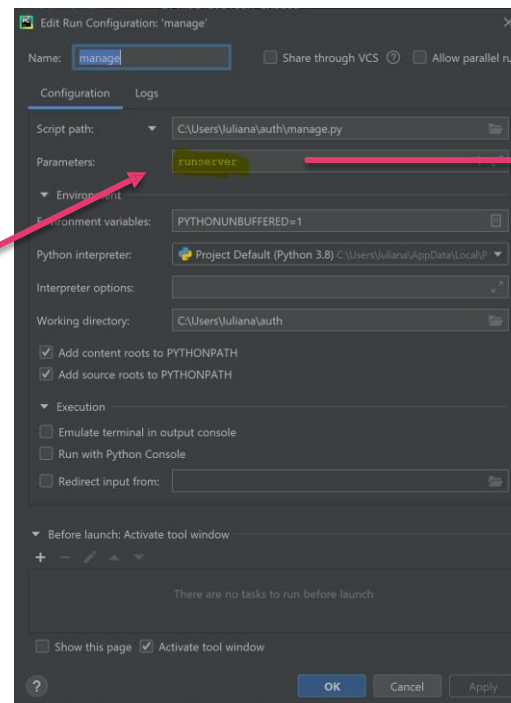 Edit Run Configuration: 'manage'
Name: manage Share through VCS Allow parallel ru
Configuration Logs
Script path: C:\Users\Iuliana\auth\manage.py
Parameters: runserver
Environment
Environment variables: PYTHONUNBUFFERED=1
Python interpreter: Project Default (Python 3.8) C:\Users\Iuliana\AppData\Local\P
Interpreter options:
Working directory: C:\Users\Iuliana\auth
Add content roots to PYTHONPATH
Add source roots to PYTHONPATH
Execution
Emulate terminal in output console
Run with Python Console
Redirect input from:
Before launch: Activate tool window
There are no tasks to run before launch
Show this page Activate tool window
? OK Cancel Apply